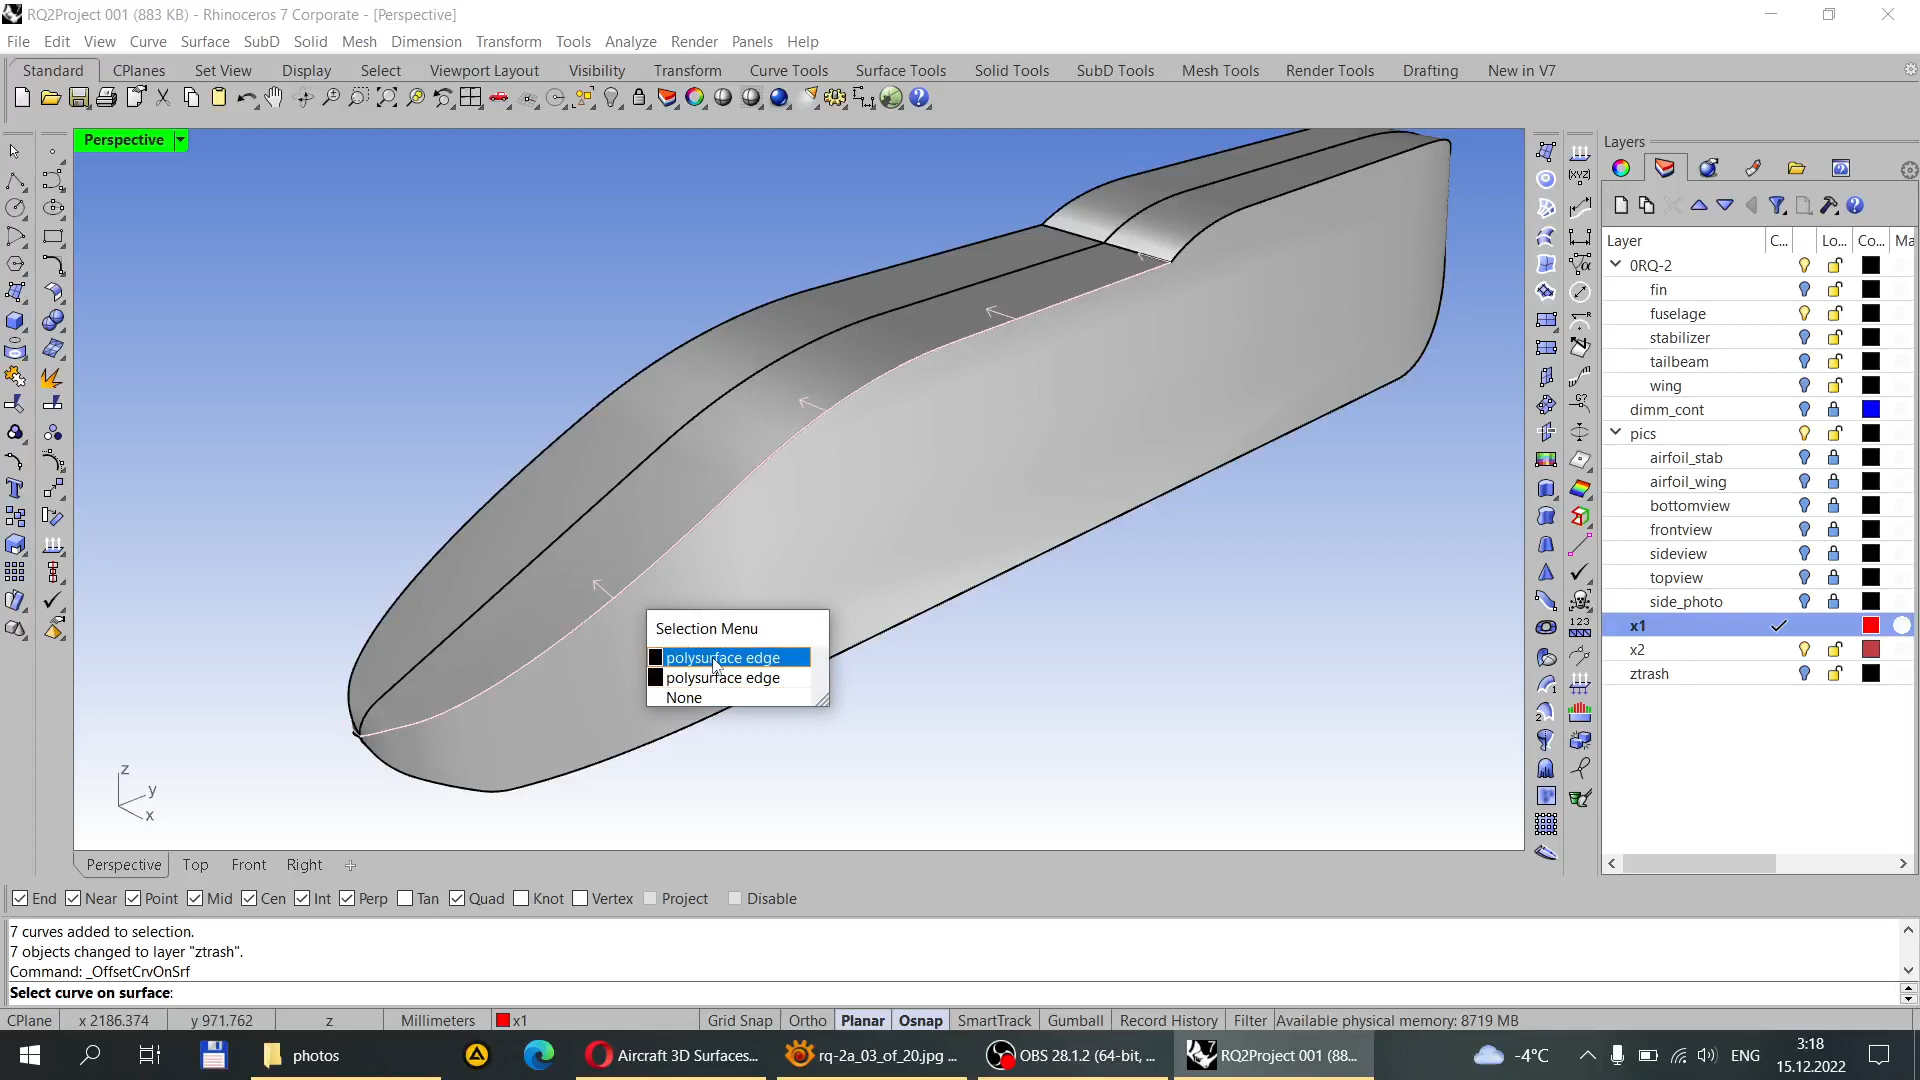 RQ2Project 001 (883 KB) - Rhinoceros 7 Corporate - [Perspective]
File Edit View Curve Surface SubD Solid Mesh Dimension Transform Tools Analyze Render Panels Help
Standard CPlanes Set View Display Select Viewport Layout Visibility Transform Curve Tools Surface Tools Solid Tools SubD Tools Mesh Tools Render Tools Drafting New in V7
Perspective
Layers
Layer C... Lo... Co... Ma
0RQ-2
fin
fuselage
stabilizer
tailbeam
wing
dimm_cont
pics
airfoil_stab
airfoil_wing
bottomview
frontview
sideview
topview
side_photo
x1
x2
ztrash
Selection Menu
polysurface edge
polysurface edge
None
z
y
x
Perspective Top Front Right
End Near Point Mid Cen Int Perp Tan Quad Knot Vertex Project Disable
7 curves added to selection.
7 objects changed to layer "ztrash".
Command: _OffsetCrvOnSrf
Select curve on surface:
CPlane x 2186.374 y 971.762 z Millimeters x1 Grid Snap Ortho Planar Osnap SmartTrack Gumball Record History Filter Available physical memory: 8719 MB
photos Aircraft 3D Surfaces... rq-2a_03_of_20.jpg ... OBS 28.1.2 (64-bit, ... RQ2Project 001 (88... -4°C ENG 3:18
15.12.2022